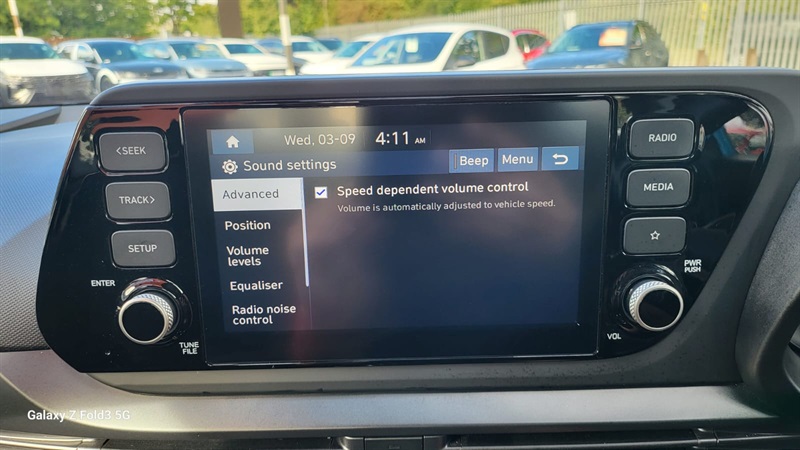 <SEEK
TRACK>
SETUP
ENTER
TUNE
FILE
Wed, 03-09 4:11 AM
Sound settings
Beep
Menu
Advanced
Position
Volume
levels
Equaliser
Radio noise
control
Speed dependent volume control
Volume is automatically adjusted to vehicle speed.
RADIO
MEDIA
PWR
PUSH
VOL
Galaxy Z Fold3 5G